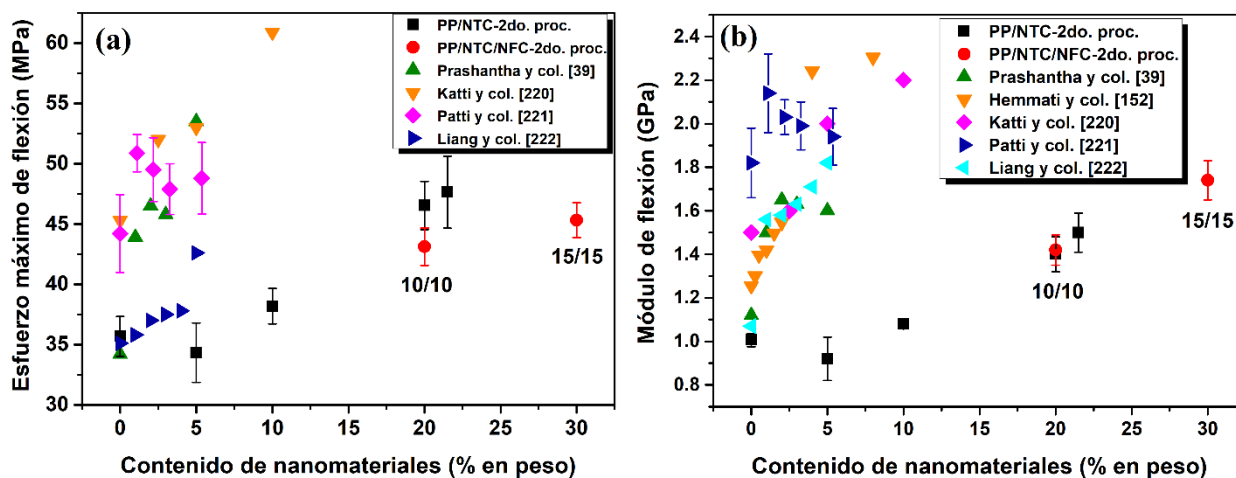 (a)
Esfuerzo máximo de flexión (MPa)
60
55
50
45
40
35
30
PP/NTC-2do. proc.
PP/NTC/NFC-2do. proc.
Prashantha y col. [39]
Katti y col. [220]
Patti y col. [221]
Liang y col. [222]
10/10
15/15
0 5 10 15 20 25 30
Contenido de nanomateriales (% en peso)
(b)
Módulo de flexión (GPa)
2.4
2.2
2.0
1.8
1.6
1.4
1.2
1.0
0.8
PP/NTC-2do. proc.
PP/NTC/NFC-2do. proc.
Prashantha y col. [39]
Hemmati y col. [152]
Katti y col. [220]
Patti y col. [221]
Liang y col. [222]
15/15
10/10
0 5 10 15 20 25 30
Contenido de nanomateriales (% en peso)